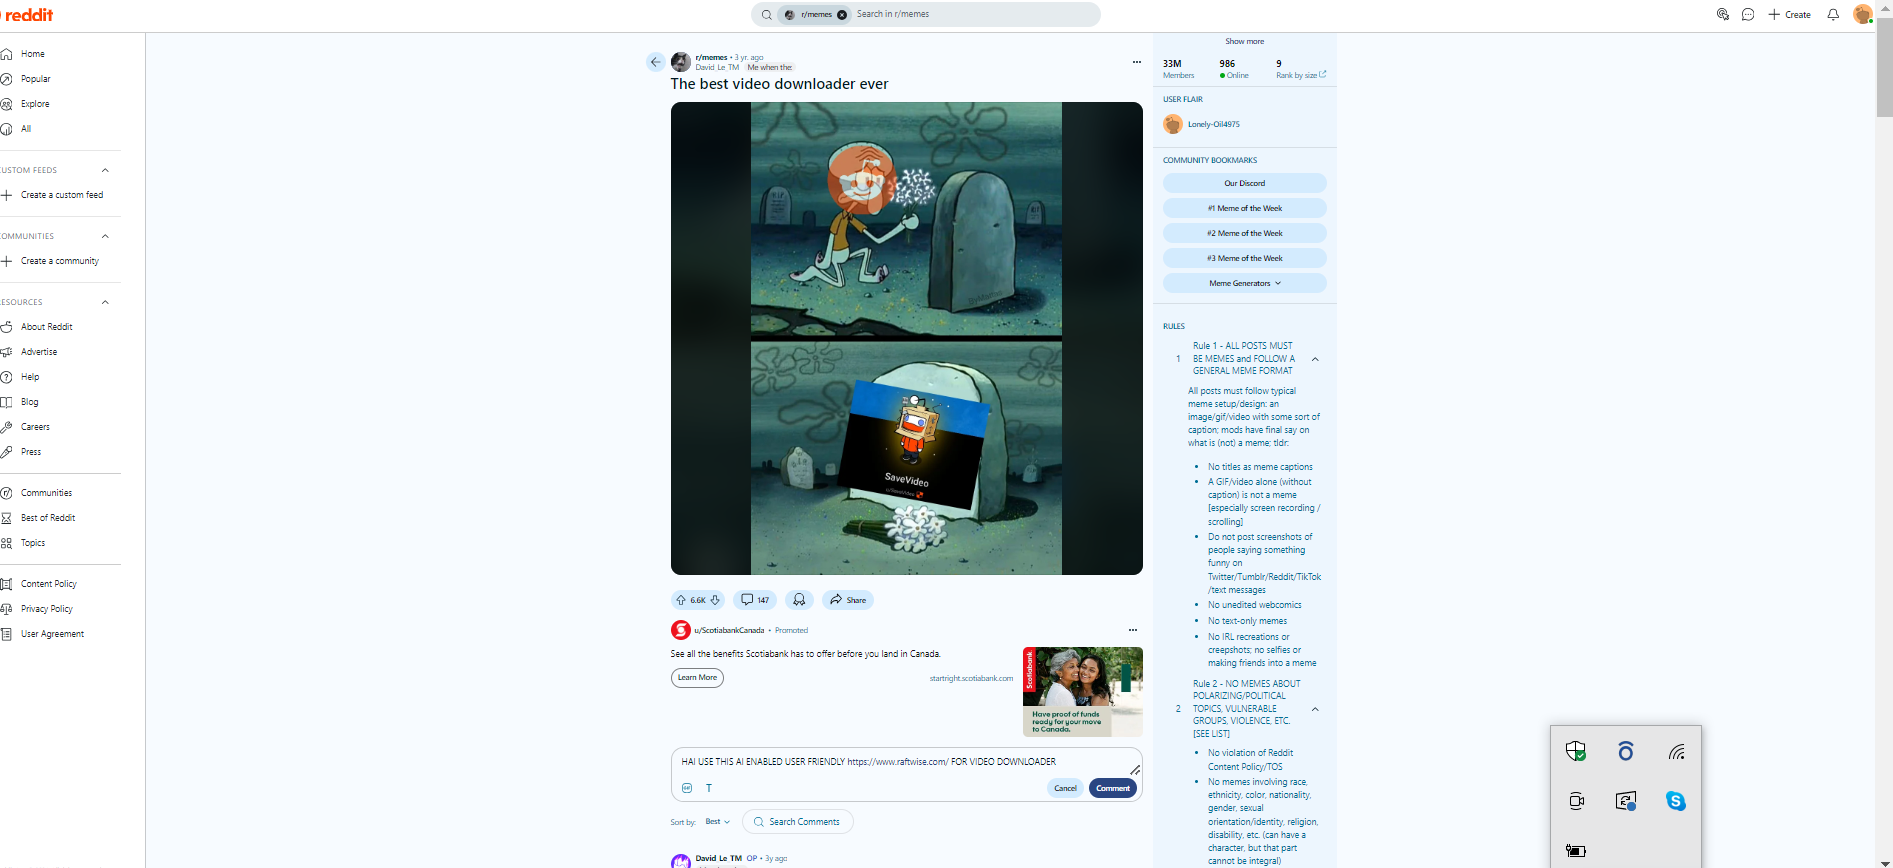 reddit
r/memes
Search in r/memes
Create
Home
Popular
Explore
All
CUSTOM FEEDS
Create a custom feed
COMMUNITIES
Create a community
RESOURCES
About Reddit
Advertise
Help
Blog
Careers
Press
Communities
Best of Reddit
Topics
Content Policy
Privacy Policy
User Agreement
r/memes • 3 yr. ago
David_Le_TM Me when the:
The best video downloader ever
SaveVideo
u/SaveVideo
6.6K
147
Share
u/ScotiabankCanada • Promoted
See all the benefits Scotiabank has to offer before you land in Canada.
Learn More
startright.scotiabank.com
Scotiabank
Have proof of funds
ready for your move
to Canada.
HAI USE THIS AI ENABLED USER FRIENDLY https://www.raftwise.com/ FOR VIDEO DOWNLOADER
T
Cancel
Comment
Sort by:
Best
Search Comments
David_Le_TM OP • 3y ago
Show more
33M
Members
986
Online
9
Rank by size
USER FLAIR
Lonely-Oil4975
COMMUNITY BOOKMARKS
Our Discord
#1 Meme of the Week
#2 Meme of the Week
#3 Meme of the Week
Meme Generators
RULES
1
Rule 1 - ALL POSTS MUST
BE MEMES and FOLLOW A
GENERAL MEME FORMAT
All posts must follow typical
meme setup/design: an
image/gif/video with some sort of
caption; mods have final say on
what is (not) a meme; tldr:
• No titles as meme captions
• A GIF/video alone (without
caption) is not a meme
[especially screen recording /
scrolling]
• Do not post screenshots of
people saying something
funny on
Twitter/Tumblr/Reddit/TikTok
/text messages
• No unedited webcomics
• No text-only memes
• No IRL recreations or
creepshots; no selfies or
making friends into a meme
2
Rule 2 - NO MEMES ABOUT
POLARIZING/POLITICAL
TOPICS, VULNERABLE
GROUPS, VIOLENCE, ETC.
[SEE LIST]
• No violation of Reddit
Content Policy/TOS
• No memes involving race,
ethnicity, color, nationality,
gender, sexual
orientation/identity, religion,
disability, etc. (can have a
character, but that part
cannot be integral)